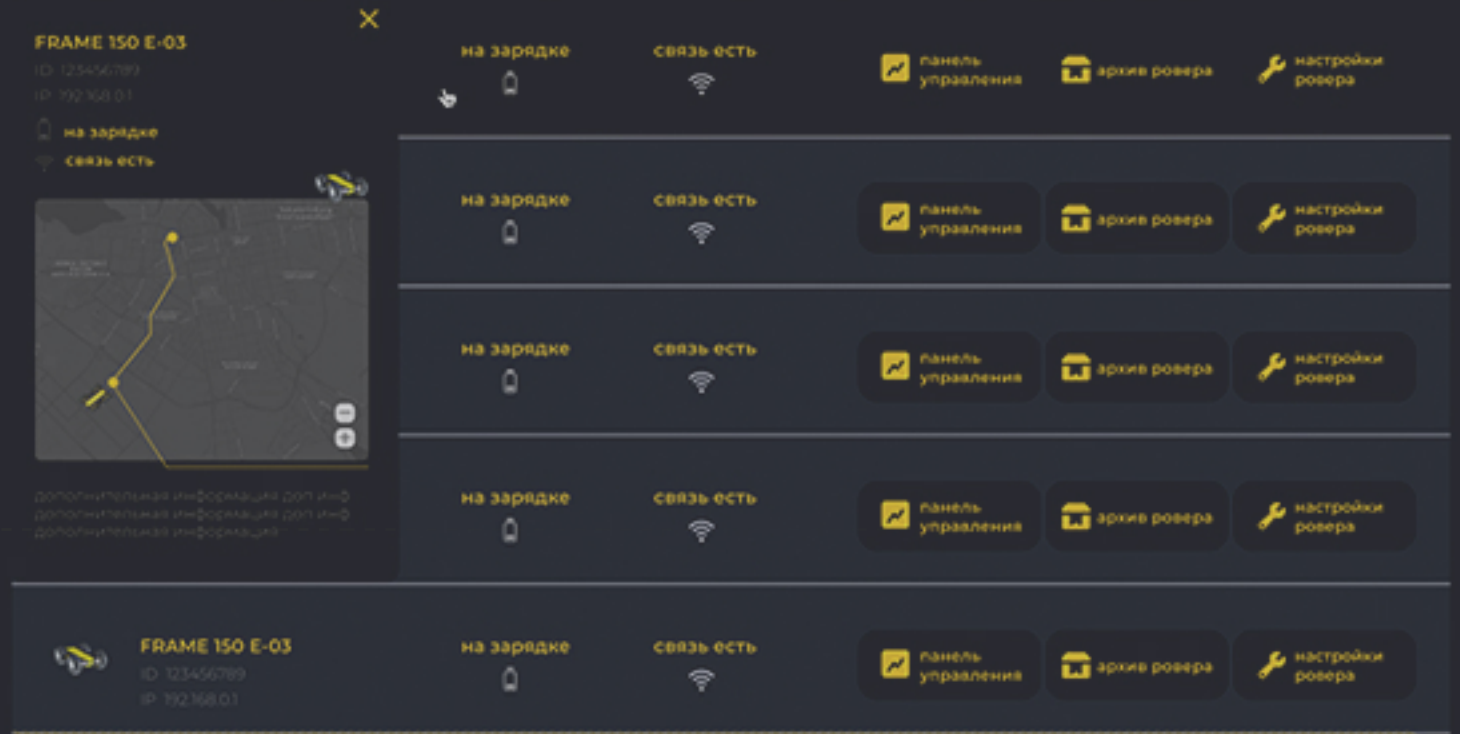 FRAME 150 E-03
ID 123456789
IP 192.168.0.1
на зарядке
связь есть
дополнительная информация доп инф
дополнительная информация доп инф
дополнительная информация
на зарядке
связь есть
панель
управления
архив ровера
настройки
ровера
на зарядке
связь есть
панель
управления
архив ровера
настройки
ровера
на зарядке
связь есть
панель
управления
архив ровера
настройки
ровера
на зарядке
связь есть
панель
управления
архив ровера
настройки
ровера
FRAME 150 E-03
ID 123456789
IP 192.168.0.1
на зарядке
связь есть
панель
управления
архив ровера
настройки
ровера